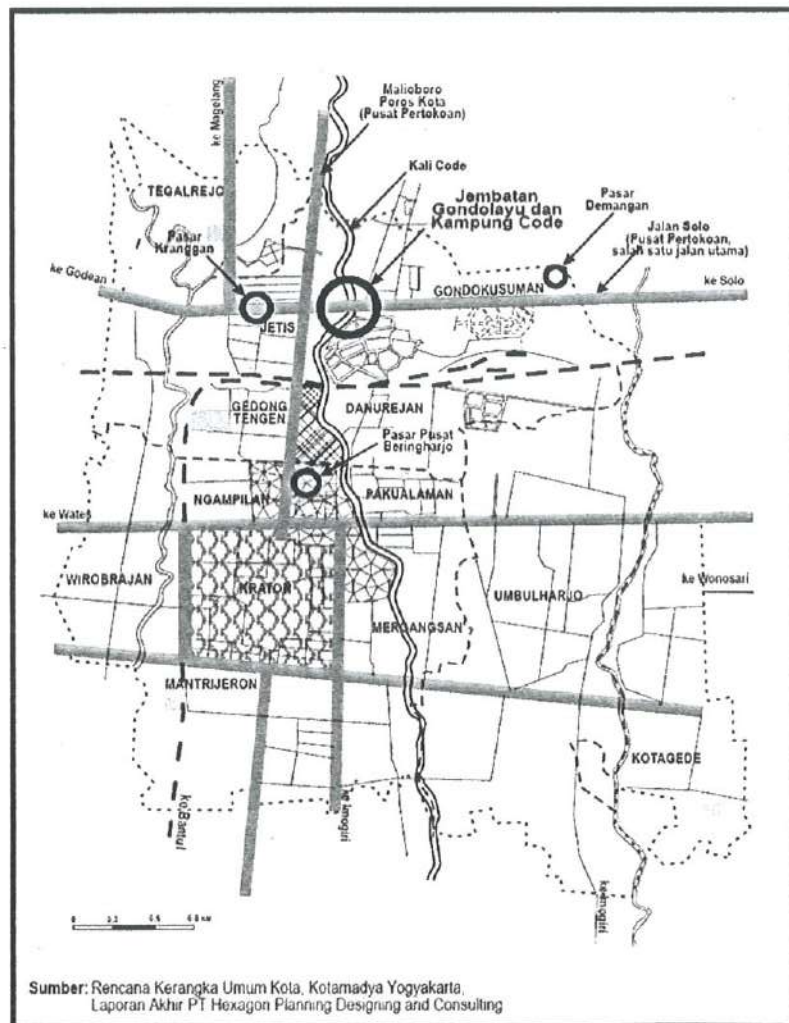 ke Magelang
Malioboro
Poros Kota
(Pusat Pertokoan)
Kali Code
TEGALREJO
Jembatan
Gondolayu dan
Kampung Code
Pasar
Demangan
Jalan Solo
(Pusat Pertokoan,
salah satu jalan utama)
Pasar
Kranggan
ke Godean
GONDOKUSUMAN
ke Solo
JETIS
GEDONG
TENGEN
DANUREJAN
Pasar Pusat
Beringharjo
NGAMPILAN
PAKUALAMAN
ke Wates
WIROBRAJAN
KRATON
UMBULHARJO
ke Wonosari
MERGANGSAN
MANTRIJERON
KOTAGEDE
ke Bantul
ke Imogiri
ke Imogiri
Sumber: Rencana Kerangka Umum Kota, Kotamadya Yogyakarta,
Laporan Akhir PT Hexagon Planning Designing and Consulting